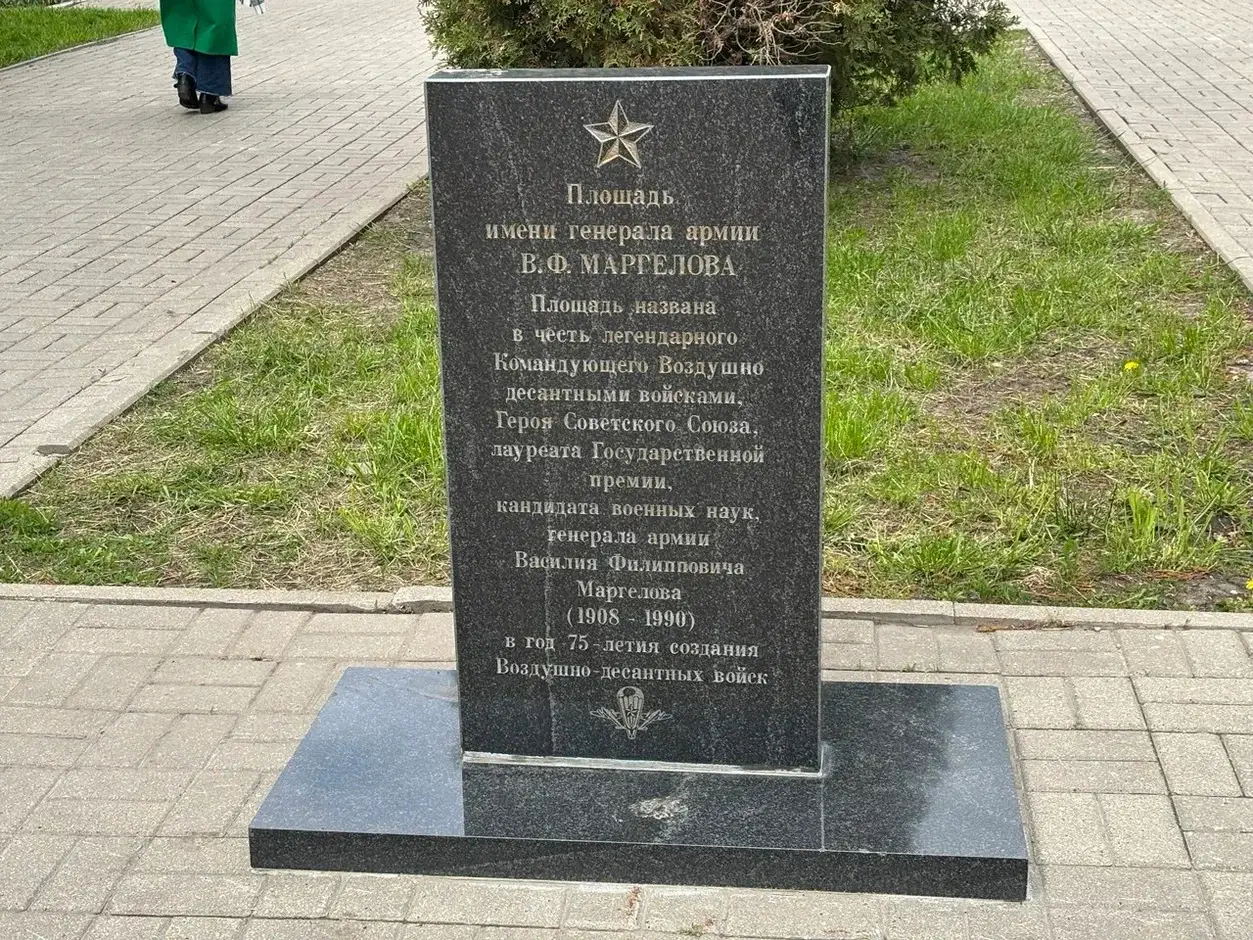 Площадь
имени генерала армии
В.Ф. МАРГЕЛОВА
Площадь названа
в честь легендарного
Командующего Воздушно
десантными войсками,
Героя Советского Союза,
лауреата Государственной
премии,
кандидата военных наук,
генерала армии
Василия Филипповича
Маргелова
(1908 - 1990)
в год 75-летия создания
Воздушно-десантных войск